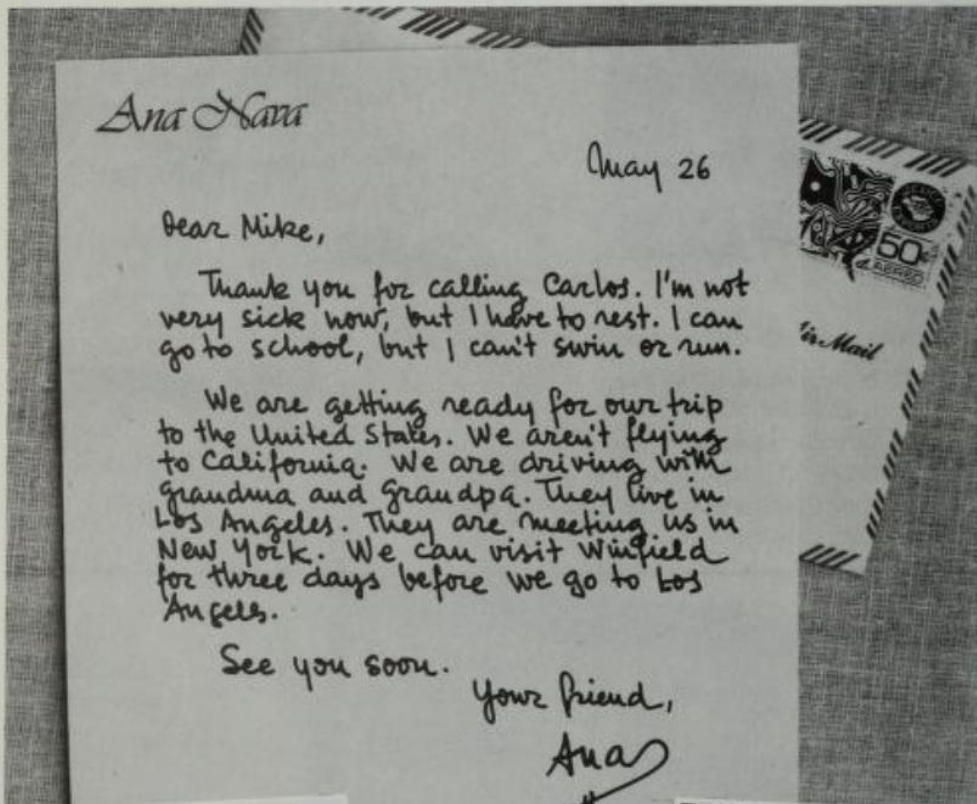 Ana Nava
May 26
Dear Mike,
Thank you for calling Carlos. I'm not
very sick now, but I have to rest. I can
go to school, but I can't swim or run.
We are getting ready for our trip
to the United States. We aren't flying
to California. We are driving with
Grandma and Grandpa. They live in
Los Angeles. They are meeting us in
New York. We can visit Winfield
for three days before we go to Los
Angels.
See you soon.
Your friend,
Ana
50c
AEREO
Air Mail